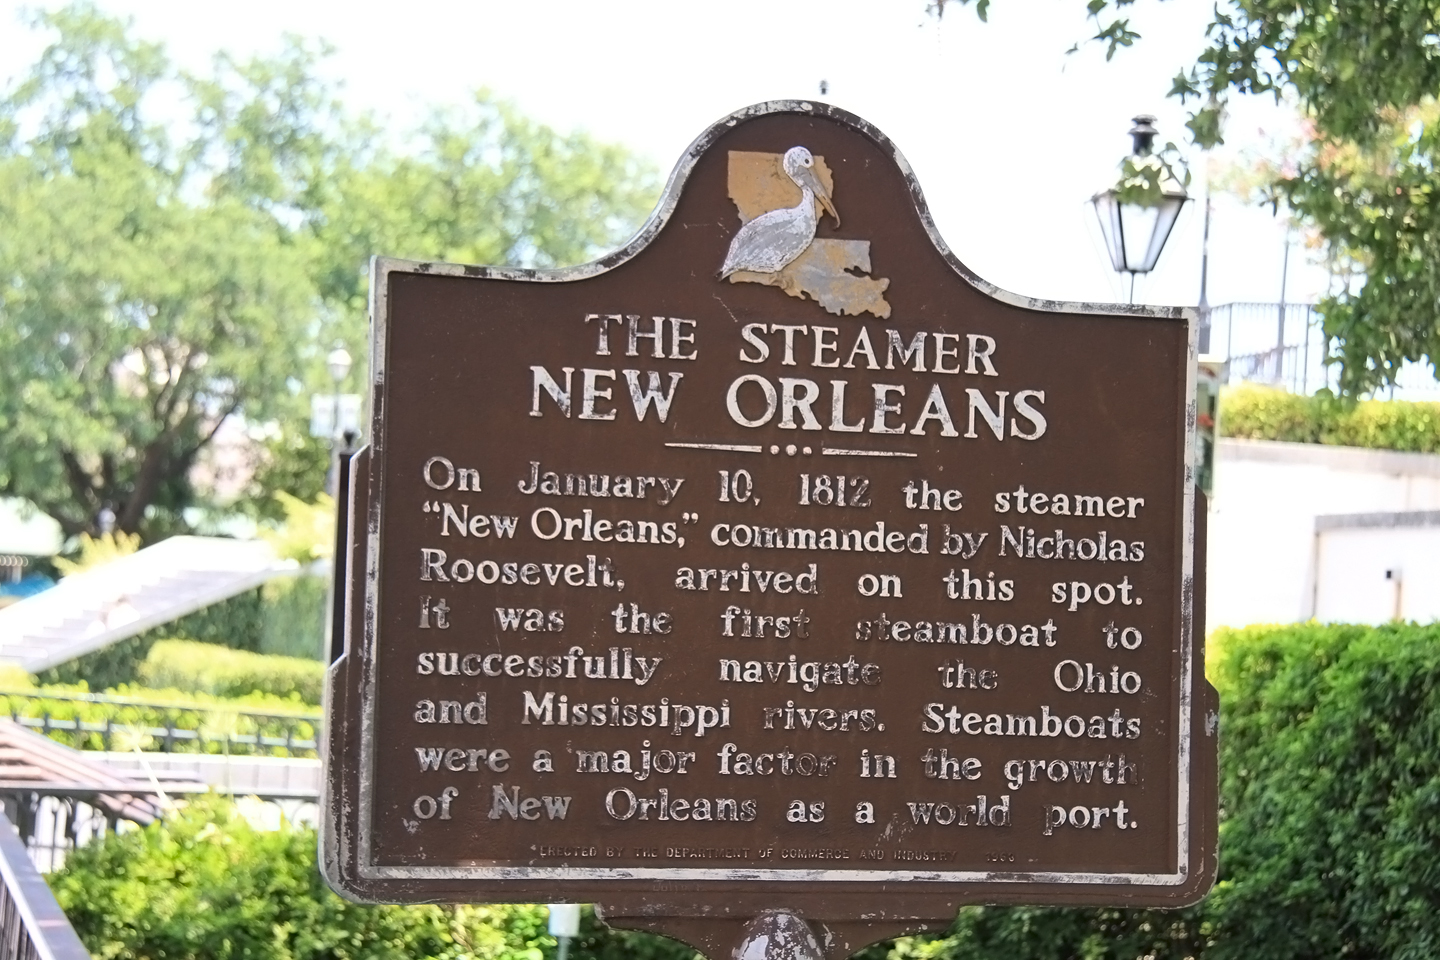 THE STEAMER
NEW ORLEANS
On January 10, 1812 the steamer
“New Orleans,” commanded by Nicholas
Roosevelt, arrived on this spot.
It was the first steamboat to
successfully navigate the Ohio
and Mississippi rivers. Steamboats
were a major factor in the growth
of New Orleans as a world port.
ERECTED BY THE DEPARTMENT OF COMMERCE AND INDUSTRY